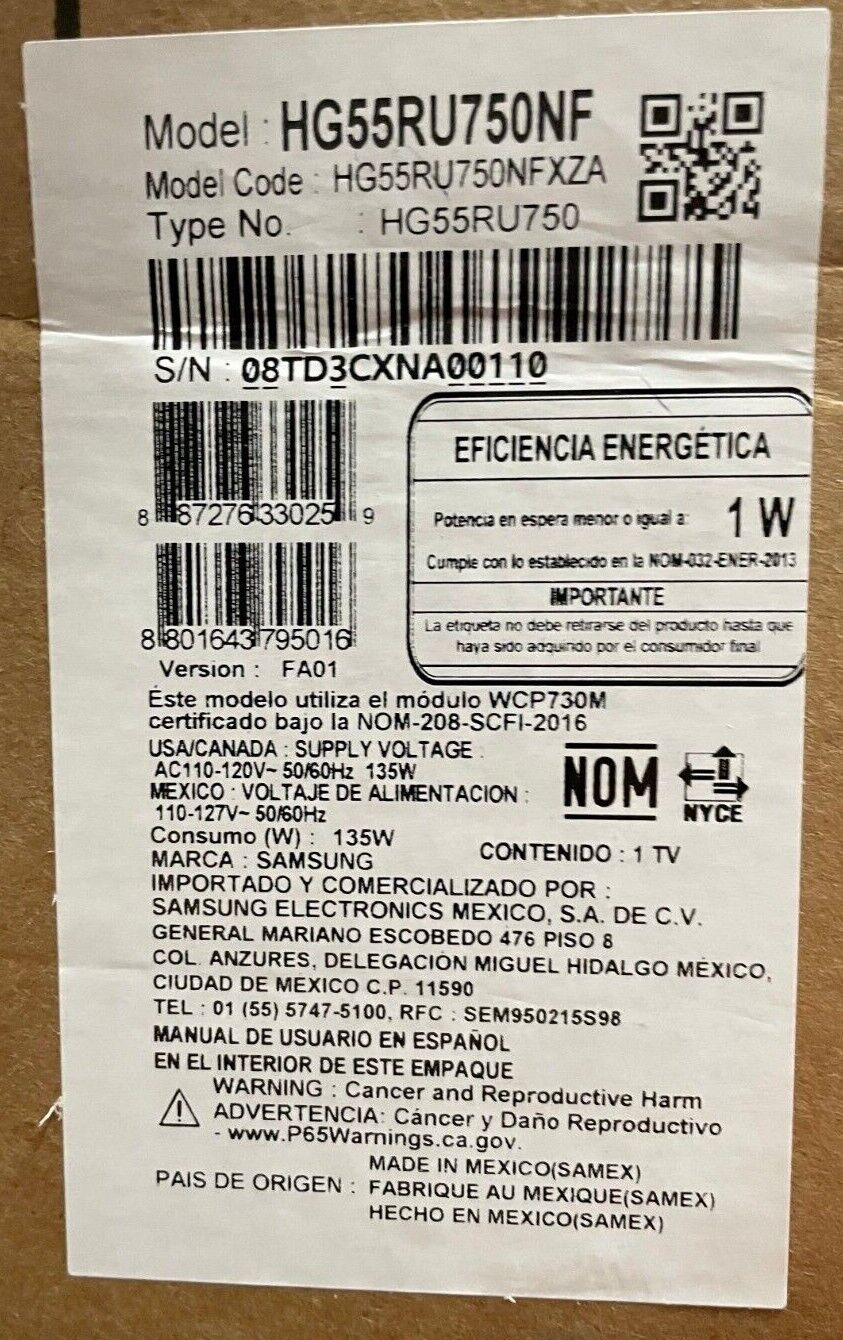 Model : HG55RU750NF
Model Code : HG55RU750NFXZA
Type No. : HG55RU750
S/N : 08TD3CXNA00110
8 87276 33025 9
EFICIENCIA ENERGÉTICA
Potencia en espera menor o igual a: 1 W
Cumple con lo establecido en la NOM-032-ENER-2013
IMPORTANTE
La etiqueta no debe retirarse del producto hasta que
haya sido adquirido por el consumidor final
8 801643 795016
Version : FA01
Éste modelo utiliza el módulo WCP730M
certificado bajo la NOM-208-SCFI-2016
USA/CANADA : SUPPLY VOLTAGE :
AC110-120V~ 50/60Hz 135W
MEXICO : VOLTAJE DE ALIMENTACION :
110-127V~ 50/60Hz
NOM
NYCE
Consumo (W) : 135W
MARCA : SAMSUNG
CONTENIDO : 1 TV
IMPORTADO Y COMERCIALIZADO POR :
SAMSUNG ELECTRONICS MEXICO, S.A. DE C.V.
GENERAL MARIANO ESCOBEDO 476 PISO 8
COL. ANZURES, DELEGACIÓN MIGUEL HIDALGO MÉXICO,
CIUDAD DE MEXICO C.P. 11590
TEL : 01 (55) 5747-5100, RFC : SEM950215S98
MANUAL DE USUARIO EN ESPAÑOL
EN EL INTERIOR DE ESTE EMPAQUE
WARNING : Cancer and Reproductive Harm
ADVERTENCIA: Cáncer y Daño Reproductivo
- www.P65Warnings.ca.gov.
PAIS DE ORIGEN : MADE IN MEXICO(SAMEX)
FABRIQUE AU MEXIQUE(SAMEX)
HECHO EN MEXICO(SAMEX)